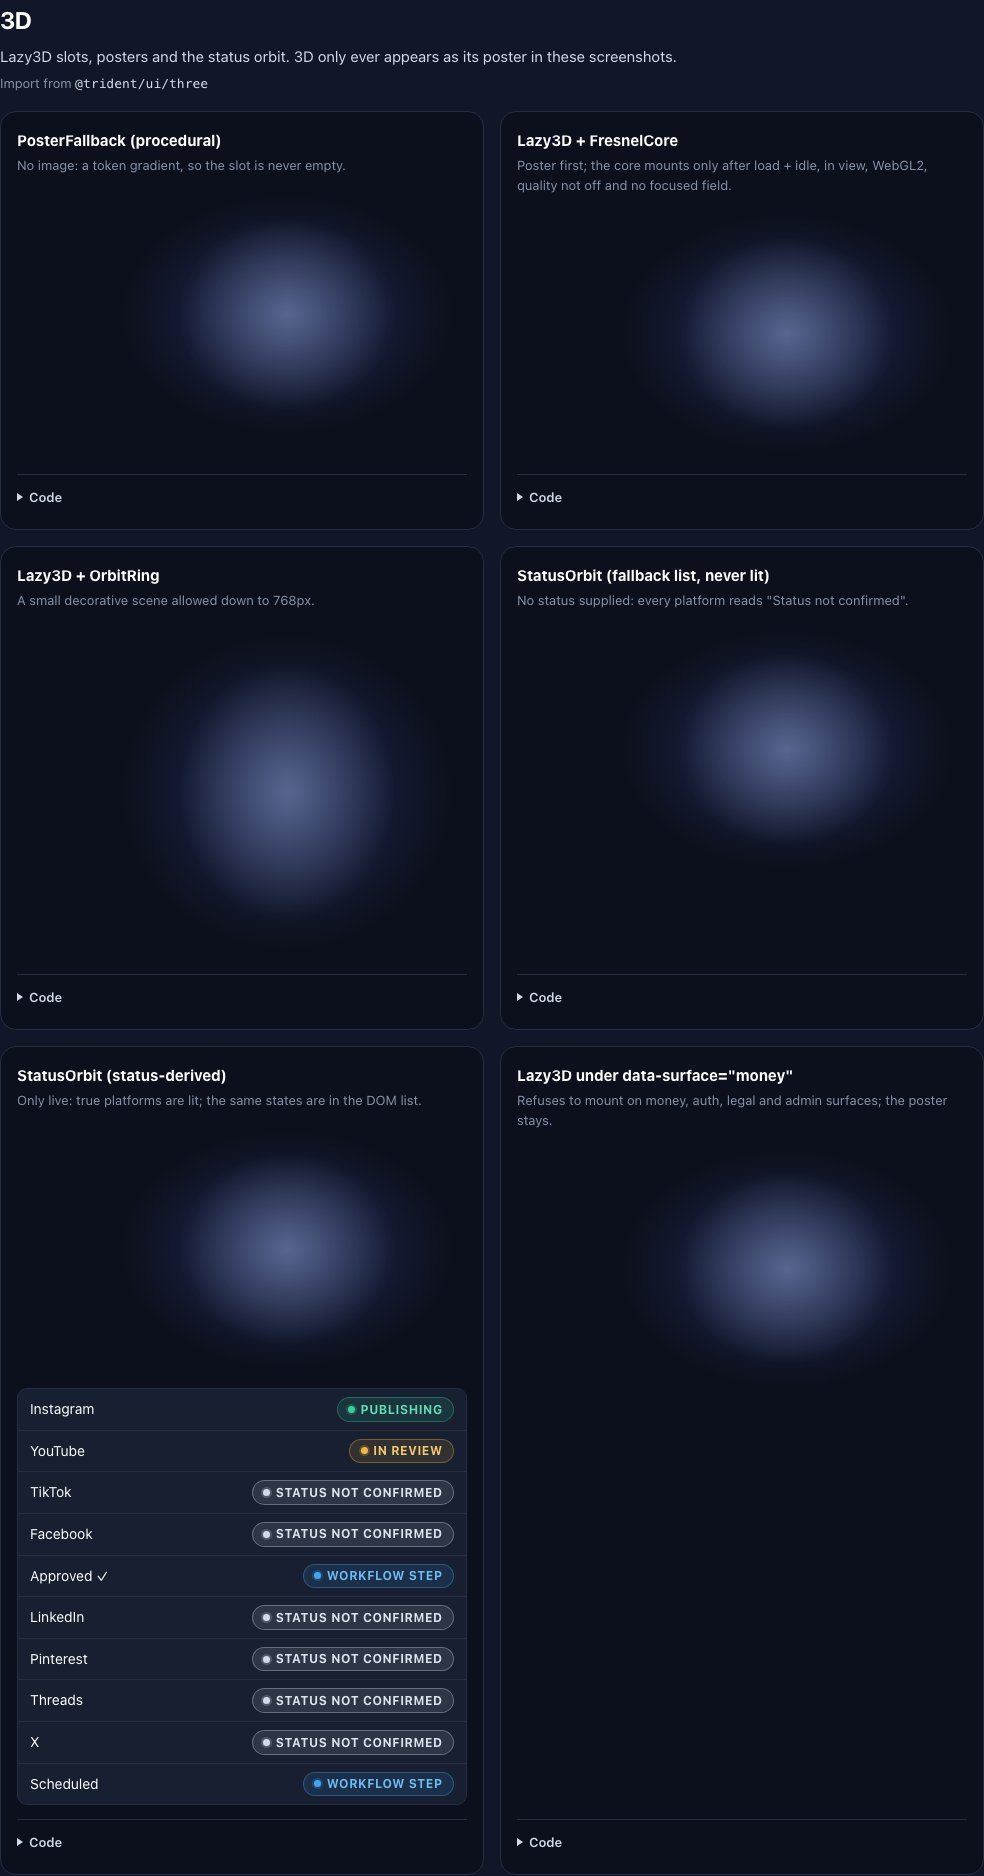 3D
Lazy3D slots, posters and the status orbit. 3D only ever appears as its poster in these screenshots.
Import from @trident/ui/three
PosterFallback (procedural)
No image: a token gradient, so the slot is never empty.
Code
Lazy3D + FresnelCore
Poster first; the core mounts only after load + idle, in view, WebGL2,
quality not off and no focused field.
Code
Lazy3D + OrbitRing
A small decorative scene allowed down to 768px.
Code
StatusOrbit (fallback list, never lit)
No status supplied: every platform reads "Status not confirmed".
Code
StatusOrbit (status-derived)
Only live: true platforms are lit; the same states are in the DOM list.
Instagram PUBLISHING
YouTube IN REVIEW
TikTok STATUS NOT CONFIRMED
Facebook STATUS NOT CONFIRMED
Approved ✓ WORKFLOW STEP
LinkedIn STATUS NOT CONFIRMED
Pinterest STATUS NOT CONFIRMED
Threads STATUS NOT CONFIRMED
X STATUS NOT CONFIRMED
Scheduled WORKFLOW STEP
Code
Lazy3D under data-surface="money"
Refuses to mount on money, auth, legal and admin surfaces; the poster
stays.
Code